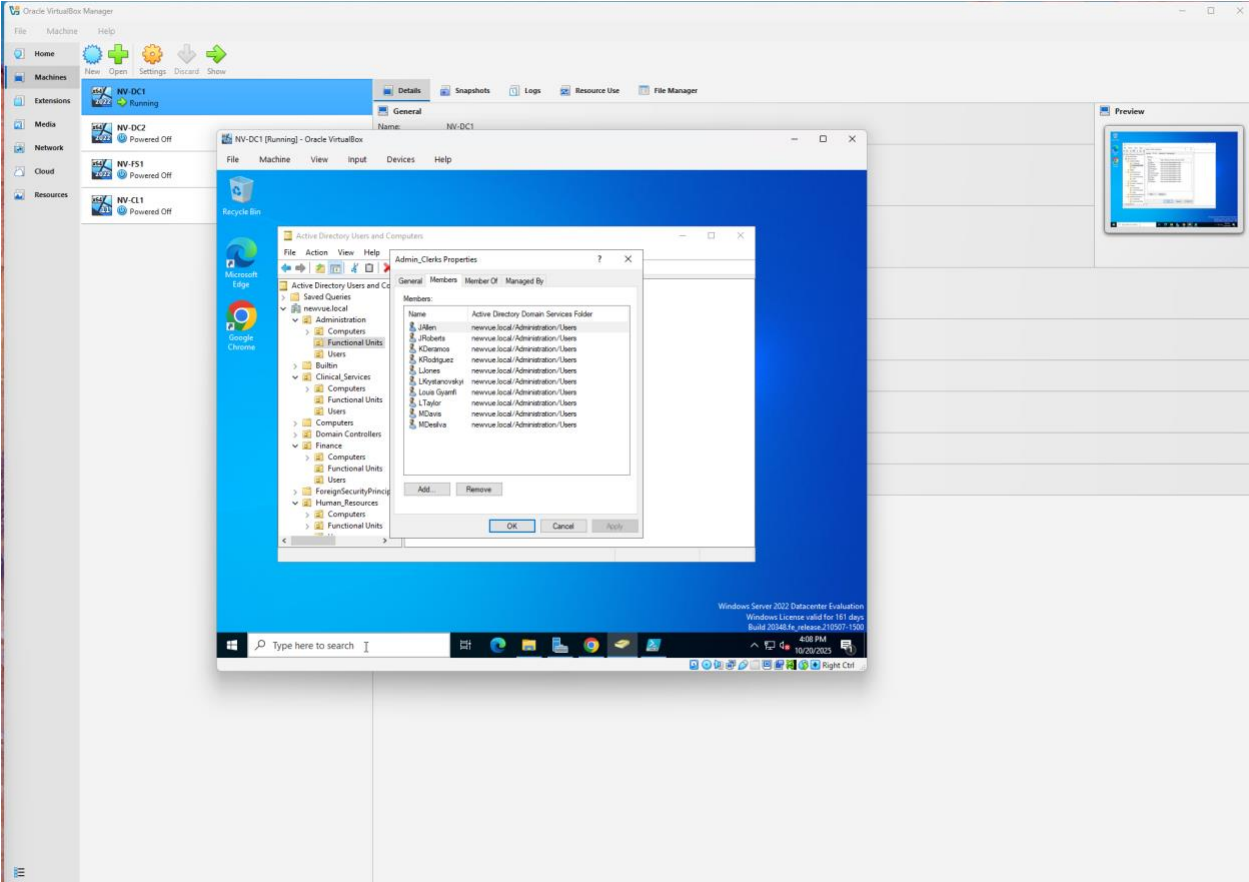 Oracle VirtualBox Manager
File Machine Help
Home
Machines
Extensions
Media
Network
Cloud
Resources
New Open Settings Discard Show
NV-DC1
Running
NV-DC2
Powered Off
NV-FS1
Powered Off
NV-CL1
Powered Off
Details Snapshots Logs Resource Use File Manager
General
Name: NV-DC1
Preview
NV-DC1 [Running] - Oracle VirtualBox
File Machine View Input Devices Help
Recycle Bin
Microsoft
Edge
Google
Chrome
Active Directory Users and Computers
File Action View Help
Active Directory Users and Co
Saved Queries
newvue.local
Administration
Computers
Functional Units
Users
Builtin
Clinical_Services
Computers
Functional Units
Users
Computers
Domain Controllers
Finance
Computers
Functional Units
Users
ForeignSecurityPrincip
Human_Resources
Computers
Functional Units
Admin_Clerks Properties
General Members Member Of Managed By
Members:
Name Active Directory Domain Services Folder
JAllen newvue.local/Administration/Users
JRoberts newvue.local/Administration/Users
KDeramos newvue.local/Administration/Users
KRodriguez newvue.local/Administration/Users
LJones newvue.local/Administration/Users
LKrystanovskyi newvue.local/Administration/Users
Louis Gyamfi newvue.local/Administration/Users
LTaylor newvue.local/Administration/Users
MDavis newvue.local/Administration/Users
MDesilva newvue.local/Administration/Users
Add... Remove
OK Cancel Apply
Windows Server 2022 Datacenter Evaluation
Windows License valid for 161 days
Build 20348.fe_release.210507-1500
Type here to search
4:08 PM
10/20/2025
Right Ctrl